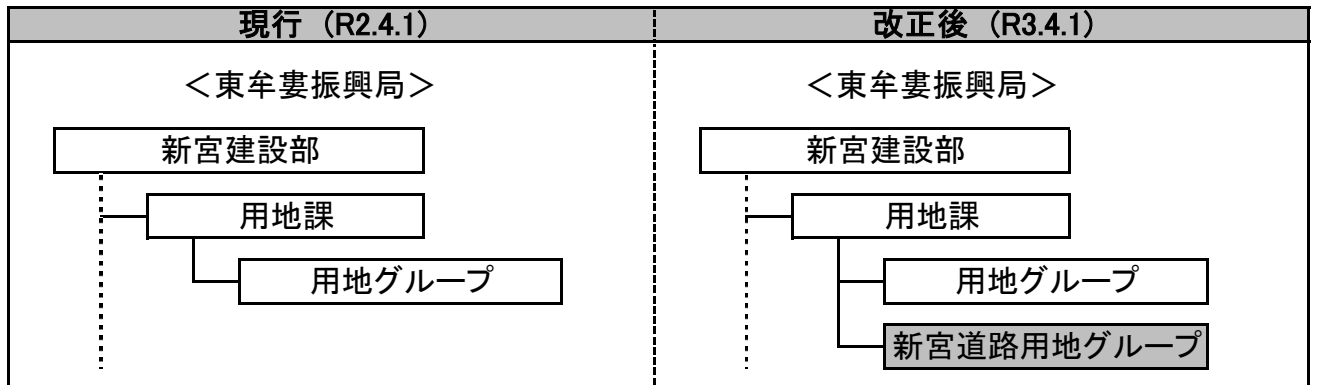 現行（R2.4.1）
改正後（R3.4.1）
＜東牟婁振興局＞
新宮建設部
用地課
用地グループ
＜東牟婁振興局＞
新宮建設部
用地課
用地グループ
新宮道路用地グループ